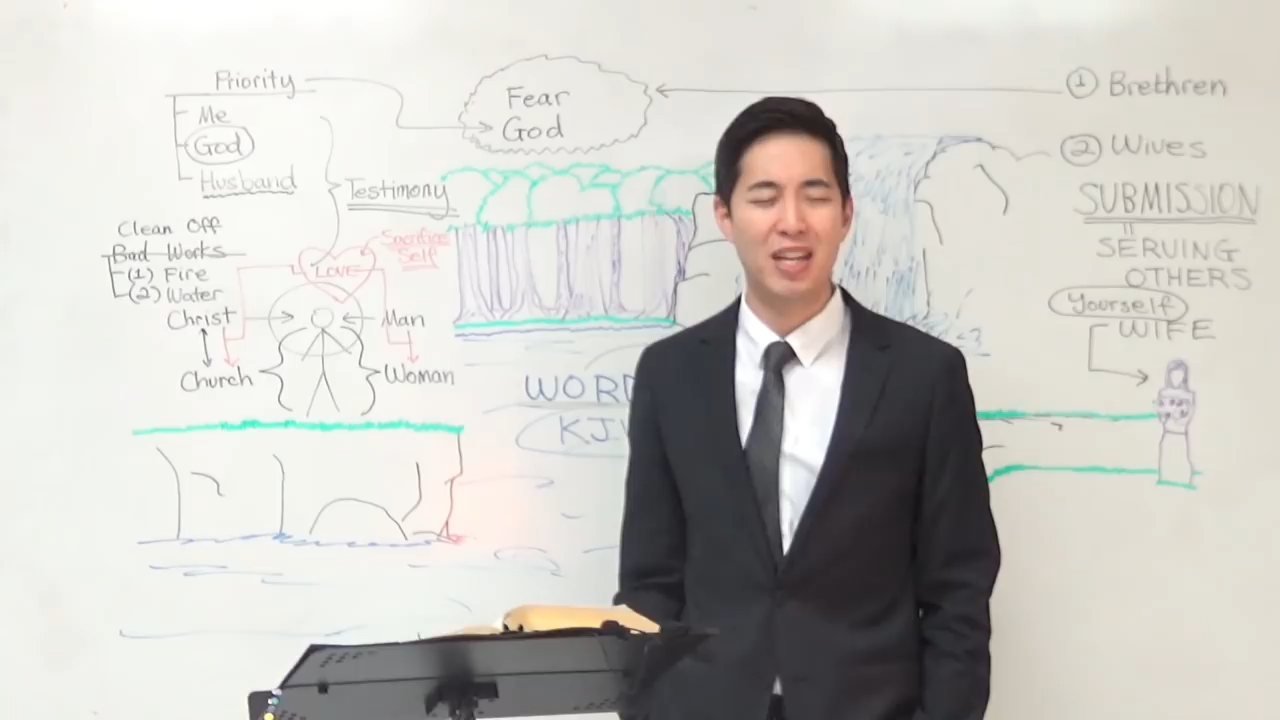 Priority
Me
God
Husband
Testimony
Fear
God
① Brethren
② Wives
SUBMISSION
=
SERVING
OTHERS
Yourself
WIFE
Clean Off
Bad Works
(1) Fire
(2) Water
Sacrifice
Self
LOVE
Christ
Man
Church
Woman
WORD